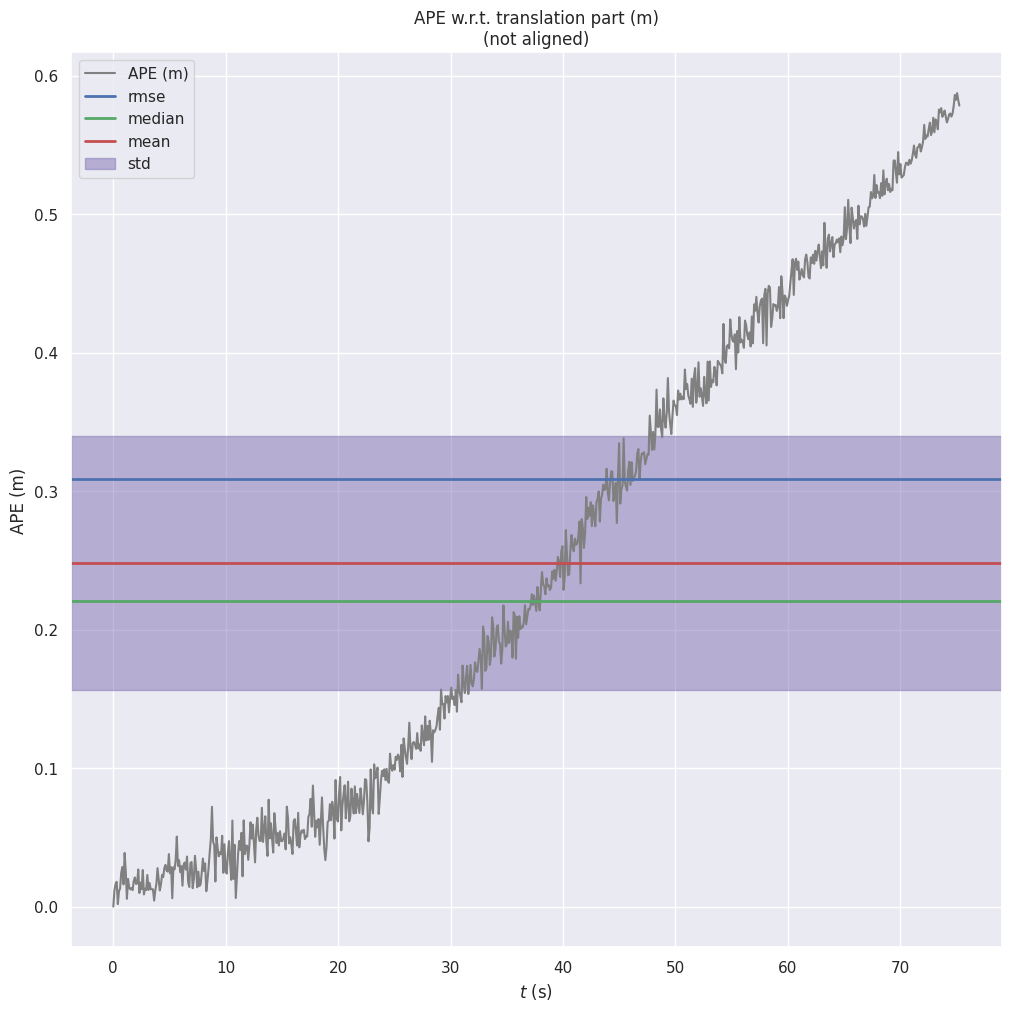 APE w.r.t. translation part (m)
(not aligned)
APE (m)
rmse
median
mean
std
0.6
0.5
0.4
0.3
0.2
0.1
0.0
APE (m)
0 10 20 30 40 50 60 70
t (s)